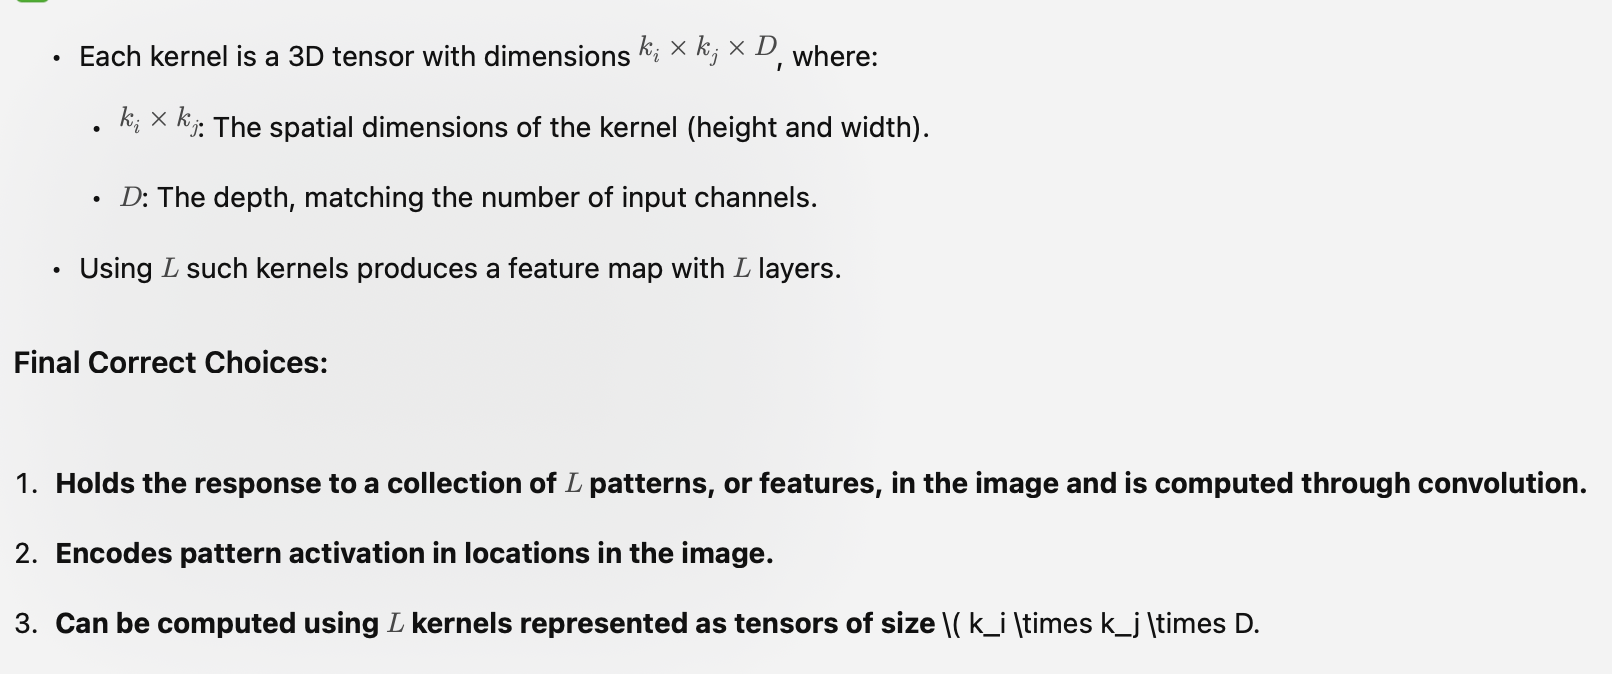 • Each kernel is a 3D tensor with dimensions k_i × k_j × D, where:
• k_i × k_j: The spatial dimensions of the kernel (height and width).
• D: The depth, matching the number of input channels.
• Using L such kernels produces a feature map with L layers.
Final Correct Choices:
1. Holds the response to a collection of L patterns, or features, in the image and is computed through convolution.
2. Encodes pattern activation in locations in the image.
3. Can be computed using L kernels represented as tensors of size \( k_i \times k_j \times D.